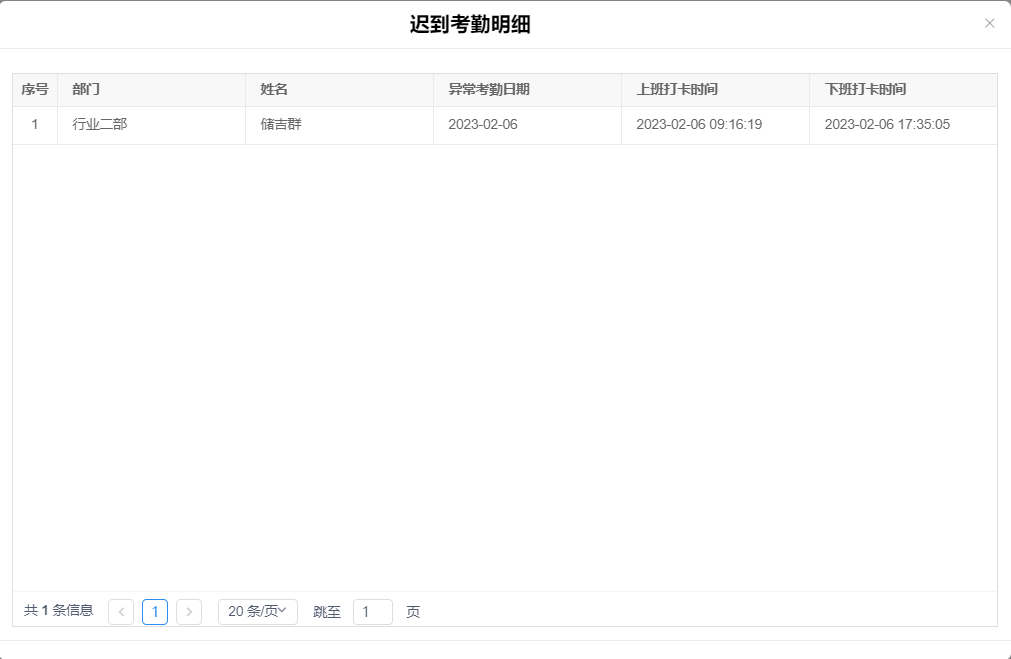 迟到考勤明细
序号 部门 姓名 异常考勤日期 上班打卡时间 下班打卡时间
1 行业二部 储吉群 2023-02-06 2023-02-06 09:16:19 2023-02-06 17:35:05
共 1 条信息 1 20 条/页 跳至 1 页